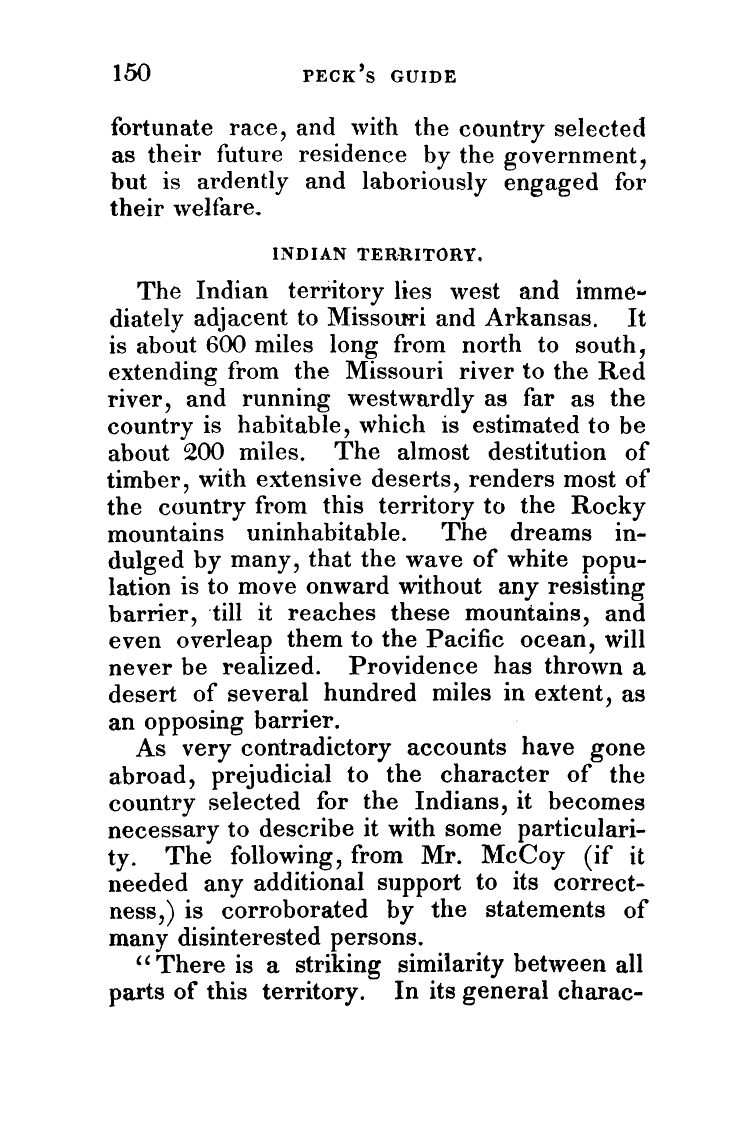 150 PECK'S GUIDE
fortunate race, and with the country selected
as their future residence by the government,
but is ardently and laboriously engaged for
their welfare.
INDIAN TERRITORY.
The Indian territory lies west and imme-
diately adjacent to Missouri and Arkansas. It
is about 600 miles long from north to south,
extending from the Missouri river to the Red
river, and running westwardly as far as the
country is habitable, which is estimated to be
about 200 miles. The almost destitution of
timber, with extensive deserts, renders most of
the country from this territory to the Rocky
mountains uninhabitable. The dreams in-
dulged by many, that the wave of white popu-
lation is to move onward without any resisting
barrier, till it reaches these mountains, and
even overleap them to the Pacific ocean, will
never be realized. Providence has thrown a
desert of several hundred miles in extent, as
an opposing barrier.
As very contradictory accounts have gone
abroad, prejudicial to the character of the
country selected for the Indians, it becomes
necessary to describe it with some particulari-
ty. The following, from Mr. McCoy (if it
needed any additional support to its correct-
ness,) is corroborated by the statements of
many disinterested persons.
"There is a striking similarity between all
parts of this territory. In its general charac-